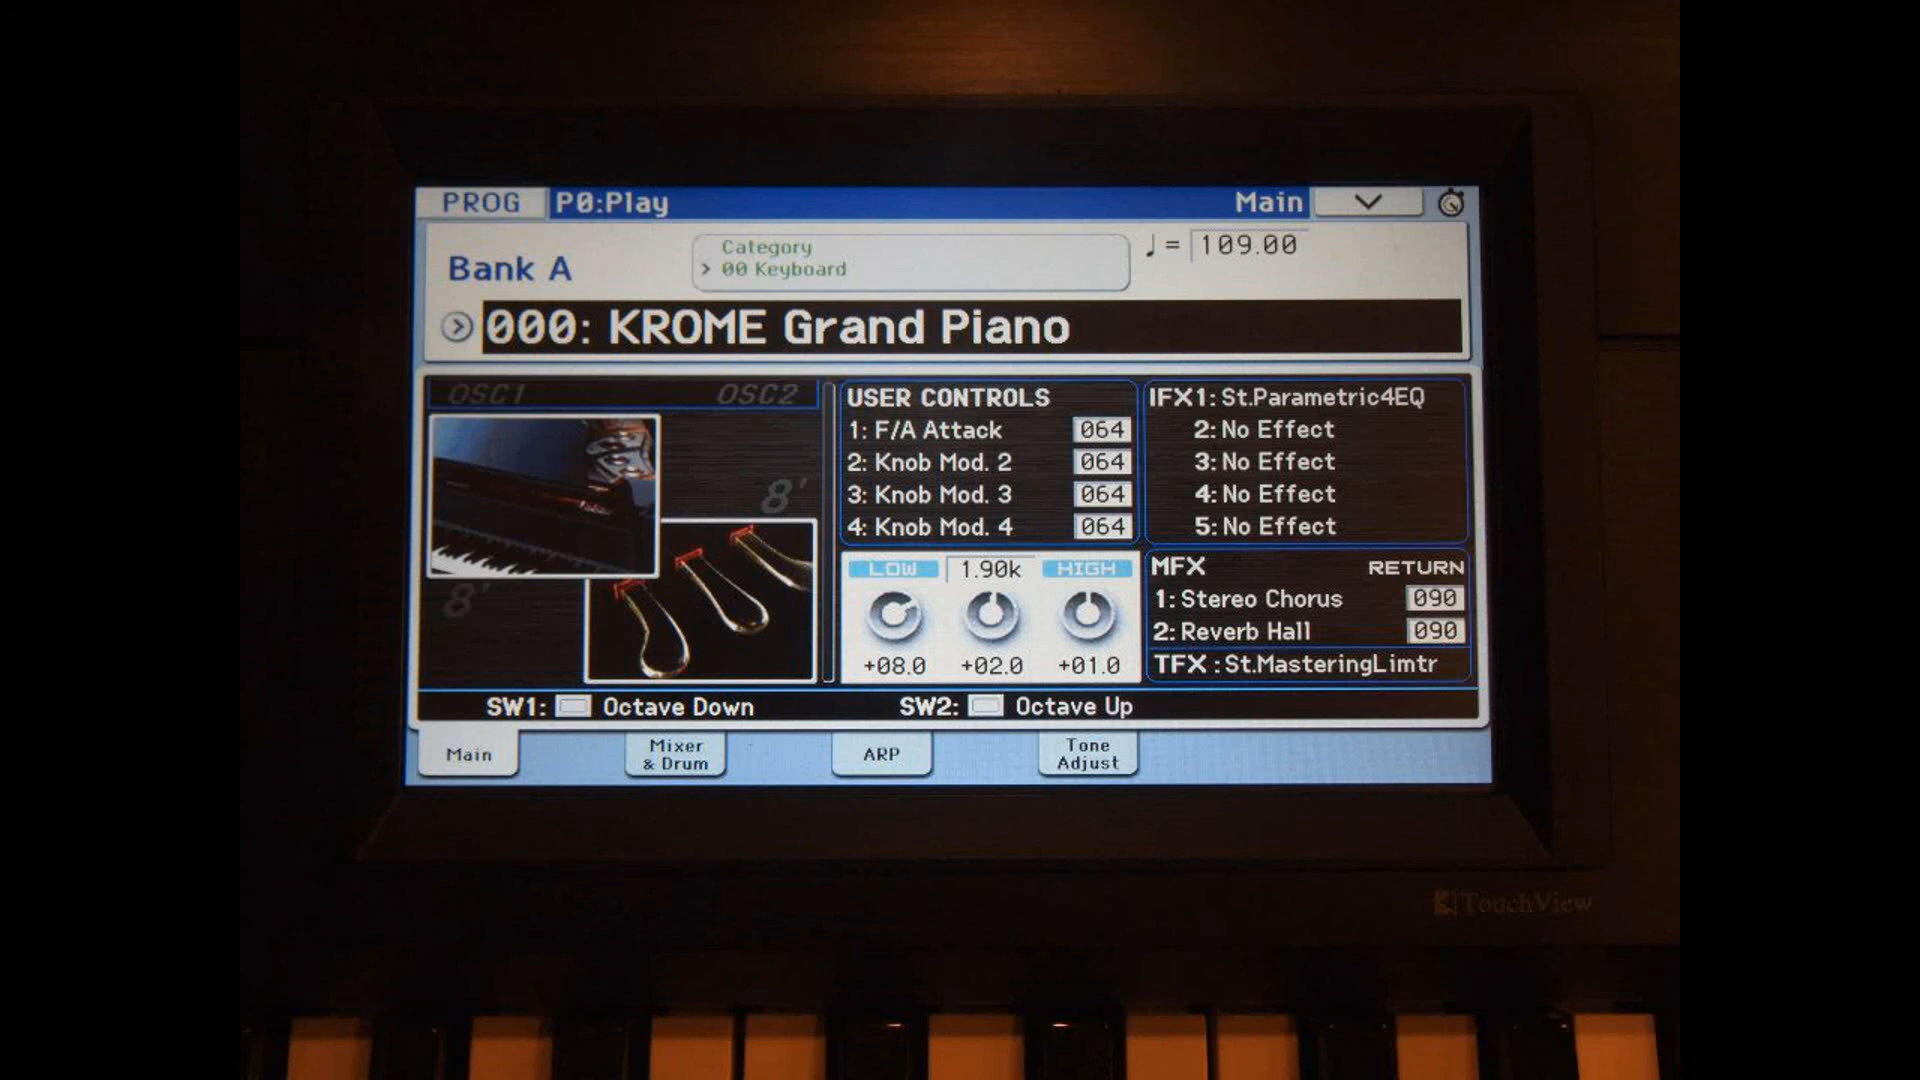 PROG P0:Play Main
Bank A
Category
00 Keyboard
♩= 109.00
000: KROME Grand Piano
OSC1 OSC2
8'
8'
USER CONTROLS
1: F/A Attack 064
2: Knob Mod. 2 064
3: Knob Mod. 3 064
4: Knob Mod. 4 064
LOW 1.90k HIGH
+08.0 +02.0 +01.0
IFX1: St.Parametric4EQ
2: No Effect
3: No Effect
4: No Effect
5: No Effect
MFX RETURN
1: Stereo Chorus 090
2: Reverb Hall 090
TFX : St.MasteringLimtr
SW1: Octave Down SW2: Octave Up
Main
Mixer
& Drum
ARP
Tone
Adjust
TouchView